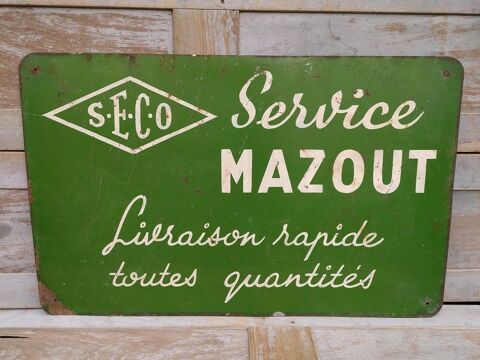 S.E.C.O
Service
MAZOUT
Livraison rapide
toutes quantités